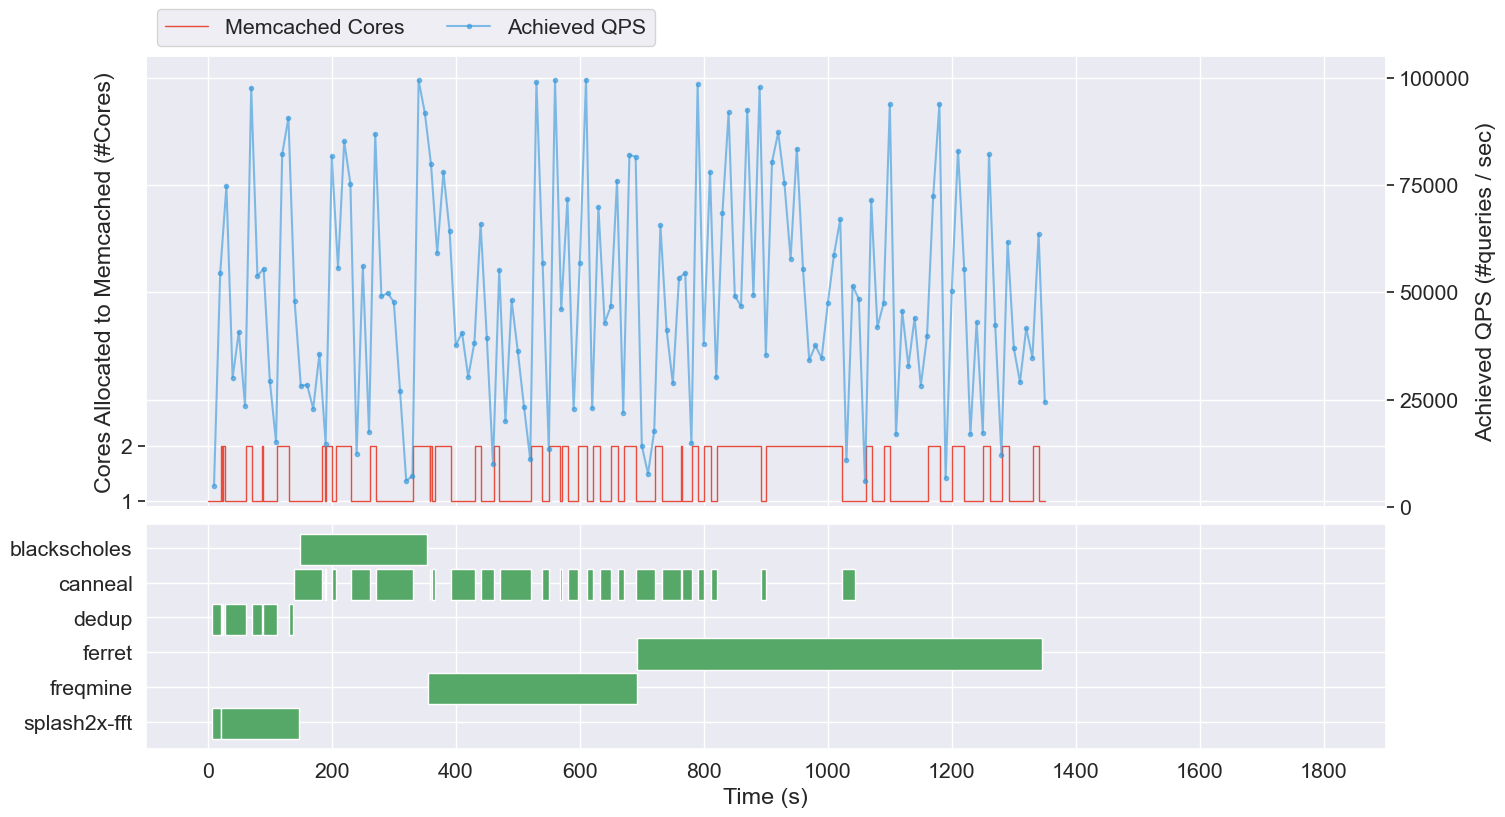 Memcached Cores
Achieved QPS
Cores Allocated to Memcached (#Cores)
2
1
100000
75000
50000
25000
0
Achieved QPS (#queries / sec)
blackscholes
canneal
dedup
ferret
freqmine
splash2x-fft
0 200 400 600 800 1000 1200 1400 1600 1800
Time (s)